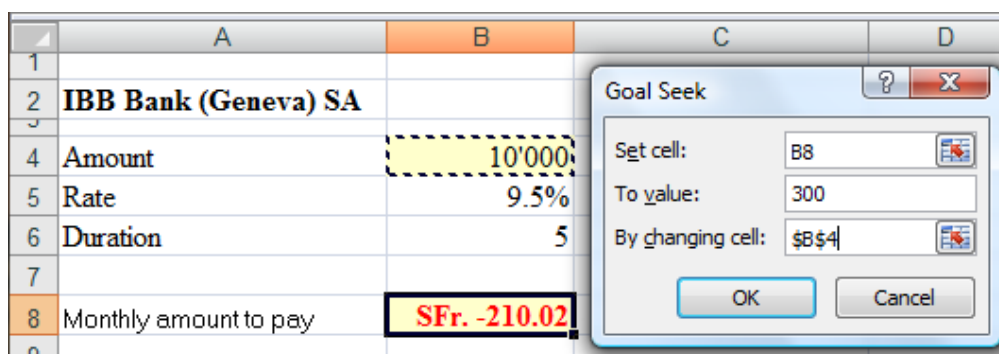 A B C D
1
2 IBB Bank (Geneva) SA
3
4 Amount 10'000
5 Rate 9.5%
6 Duration 5
7
8 Monthly amount to pay SFr. -210.02
9
Goal Seek
Set cell: B8
To value: 300
By changing cell: $B$4
OK Cancel